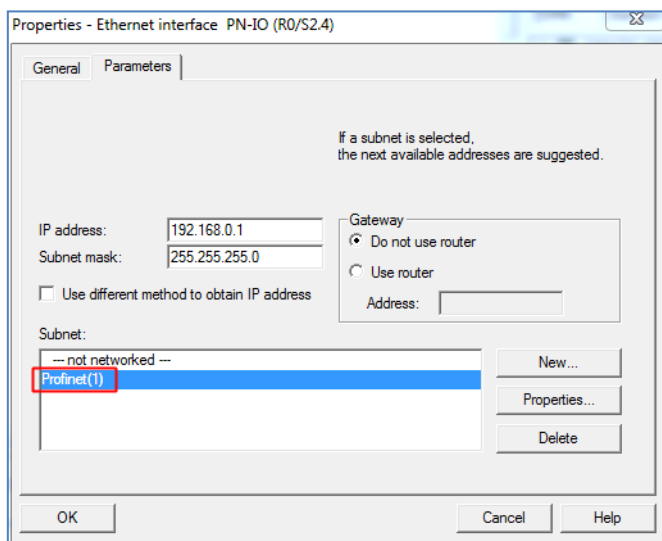 Properties - Ethernet interface  PN-IO (R0/S2.4)
General
Parameters
If a subnet is selected,
the next available addresses are suggested.
IP address:
192.168.0.1
Subnet mask:
255.255.255.0
Use different method to obtain IP address
Gateway
Do not use router
Use router
Address:
Subnet:
--- not networked ---
Profinet(1)
New...
Properties...
Delete
OK
Cancel
Help